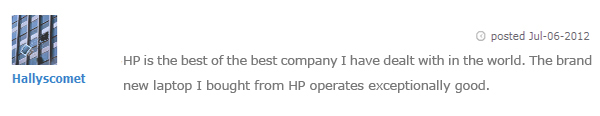 posted Jul-06-2012
HP is the best of the best company I have dealt with in the world. The brand
new laptop I bought from HP operates exceptionally good.
Hallyscomet